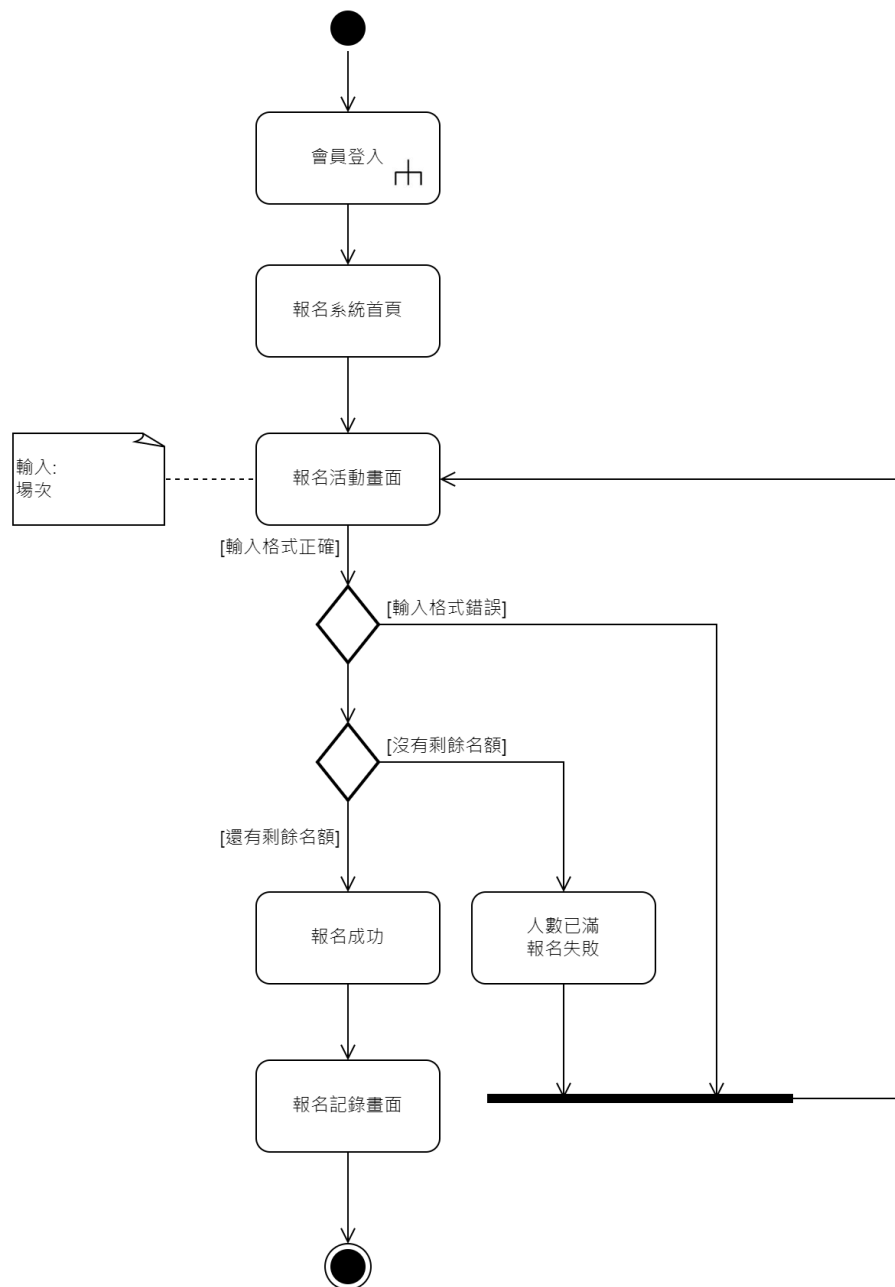 會員登入
報名系統首頁
輸入:
場次
報名活動畫面
[輸入格式正確]
[輸入格式錯誤]
[沒有剩餘名額]
[還有剩餘名額]
報名成功
人數已滿
報名失敗
報名記錄畫面